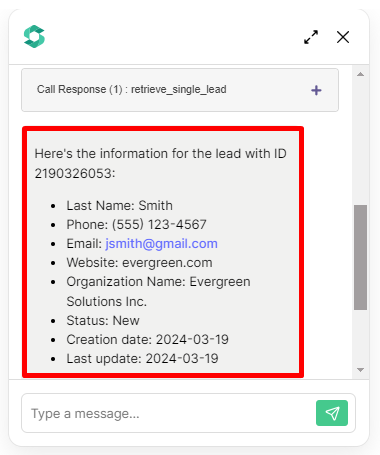 Call Response (1) : retrieve_single_lead
Here's the information for the lead with ID
2190326053:
Last Name: Smith
Phone: (555) 123-4567
Email: jsmith@gmail.com
Website: evergreen.com
Organization Name: Evergreen
Solutions Inc.
Status: New
Creation date: 2024-03-19
Last update: 2024-03-19
Type a message...